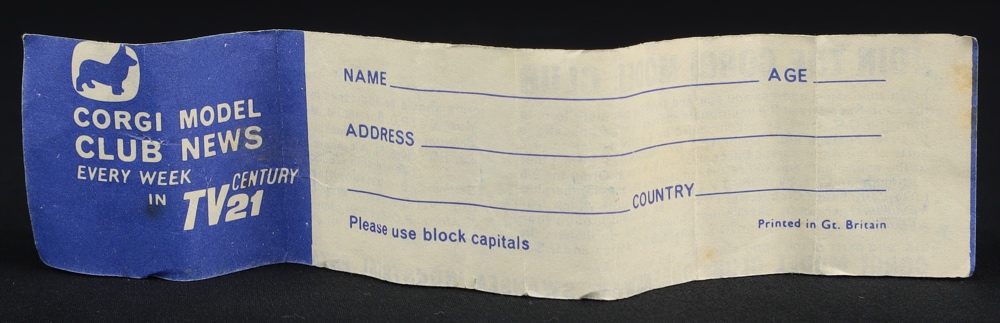 CORGI MODEL
CLUB NEWS
EVERY WEEK
IN TV CENTURY 21
NAME AGE
ADDRESS
COUNTRY
Please use block capitals
Printed in Gt. Britain